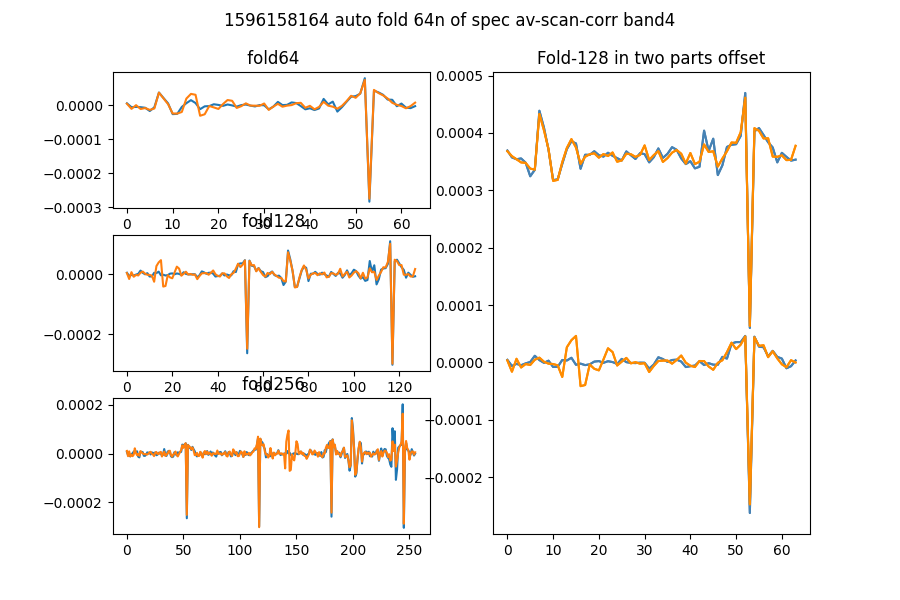 1596158164 auto fold 64n of spec av-scan-corr band4
fold64
0.0000
−0.0001
−0.0002
−0.0003
0 10 20 30 40 50 60
fold128
0.0000
−0.0002
0 20 40 60 80 100 120
fold256
0.0002
0.0000
−0.0002
0 50 100 150 200 250
Fold-128 in two parts offset
0.0005
0.0004
0.0003
0.0002
0.0001
0.0000
−0.0001
−0.0002
0 10 20 30 40 50 60